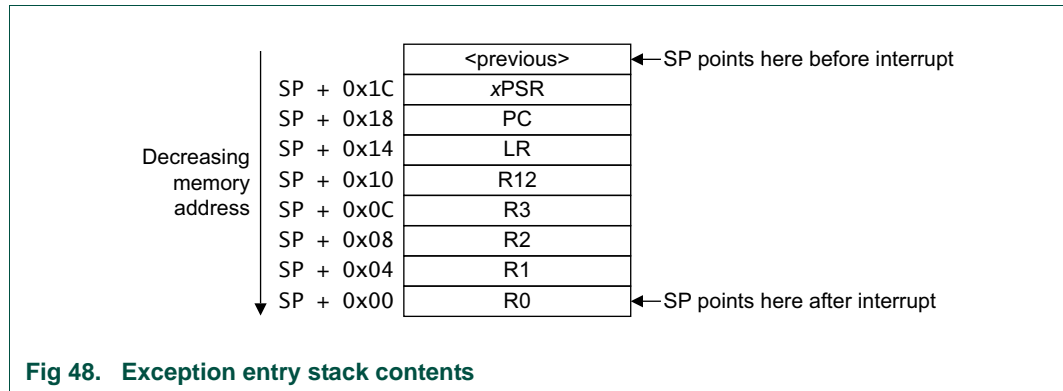 <previous>
SP points here before interrupt
SP + 0x1C xPSR
SP + 0x18 PC
SP + 0x14 LR
Decreasing
memory
address
SP + 0x10 R12
SP + 0x0C R3
SP + 0x08 R2
SP + 0x04 R1
SP + 0x00 R0
SP points here after interrupt
Fig 48. Exception entry stack contents